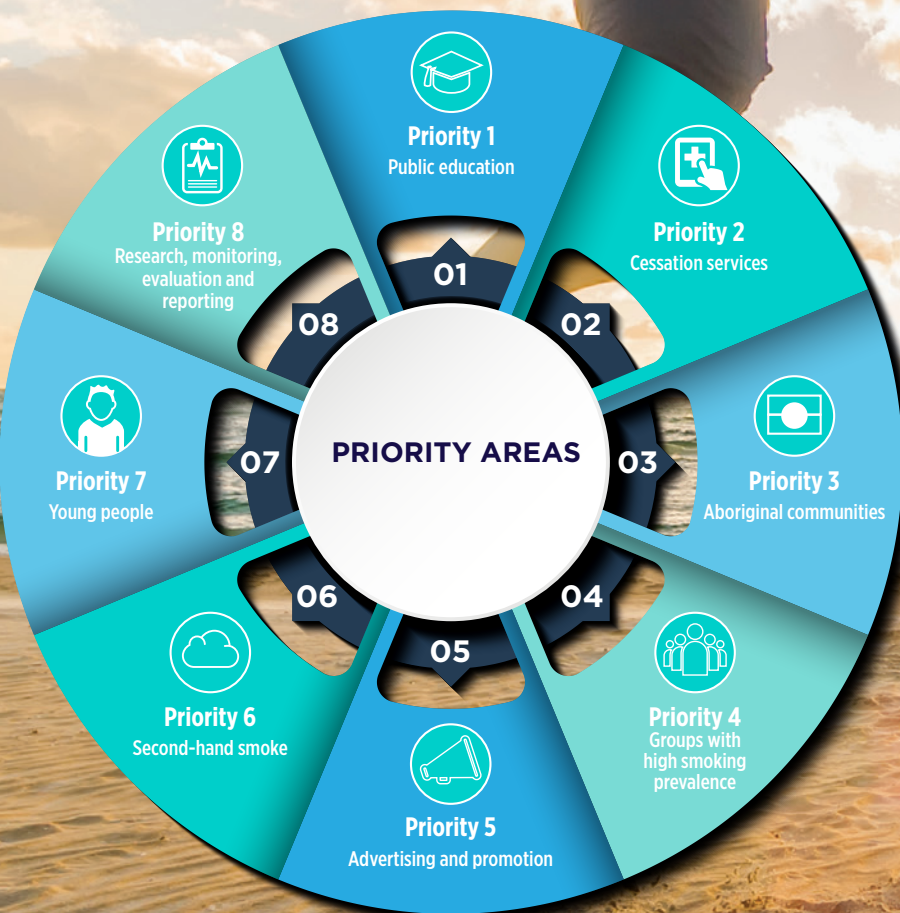 Priority 1
Public education
01
Priority 2
Cessation services
02
Priority 3
Aboriginal communities
03
Priority 4
Groups with
high smoking
prevalence
04
Priority 5
Advertising and promotion
05
Priority 6
Second-hand smoke
06
Priority 7
Young people
07
Priority 8
Research, monitoring,
evaluation and
reporting
08
PRIORITY AREAS